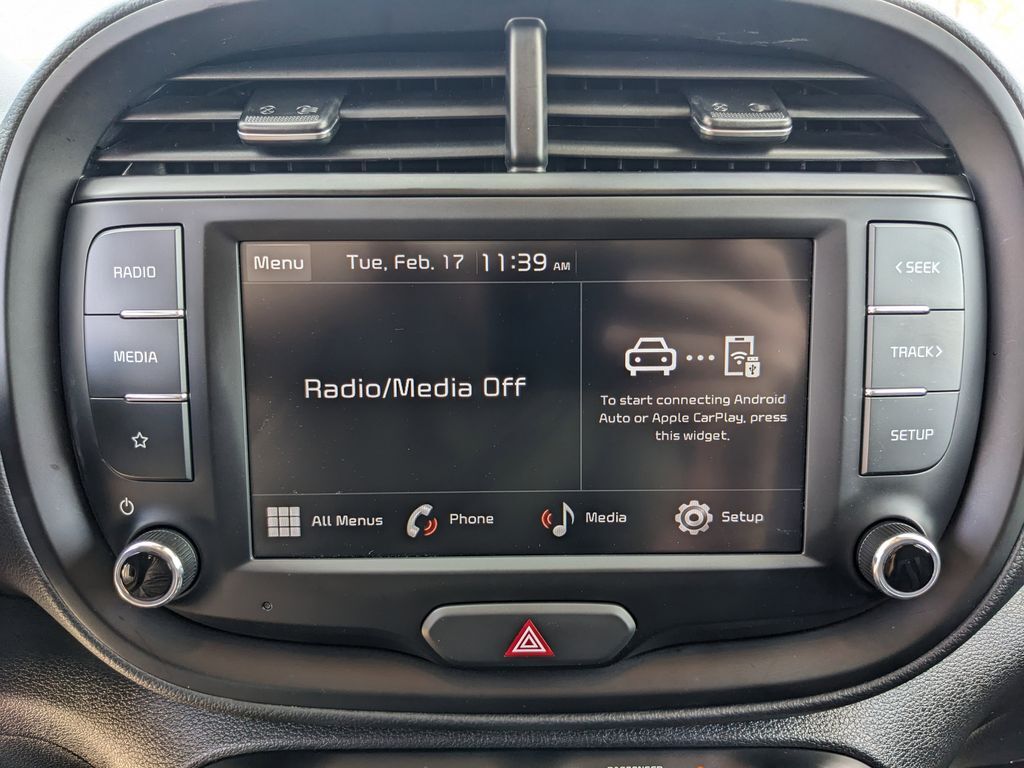 RADIO
MEDIA
Menu
Tue, Feb. 17 11:39 AM
Radio/Media Off
To start connecting Android
Auto or Apple CarPlay, press
this widget.
All Menus
Phone
Media
Setup
< SEEK
TRACK >
SETUP
PASSENGER